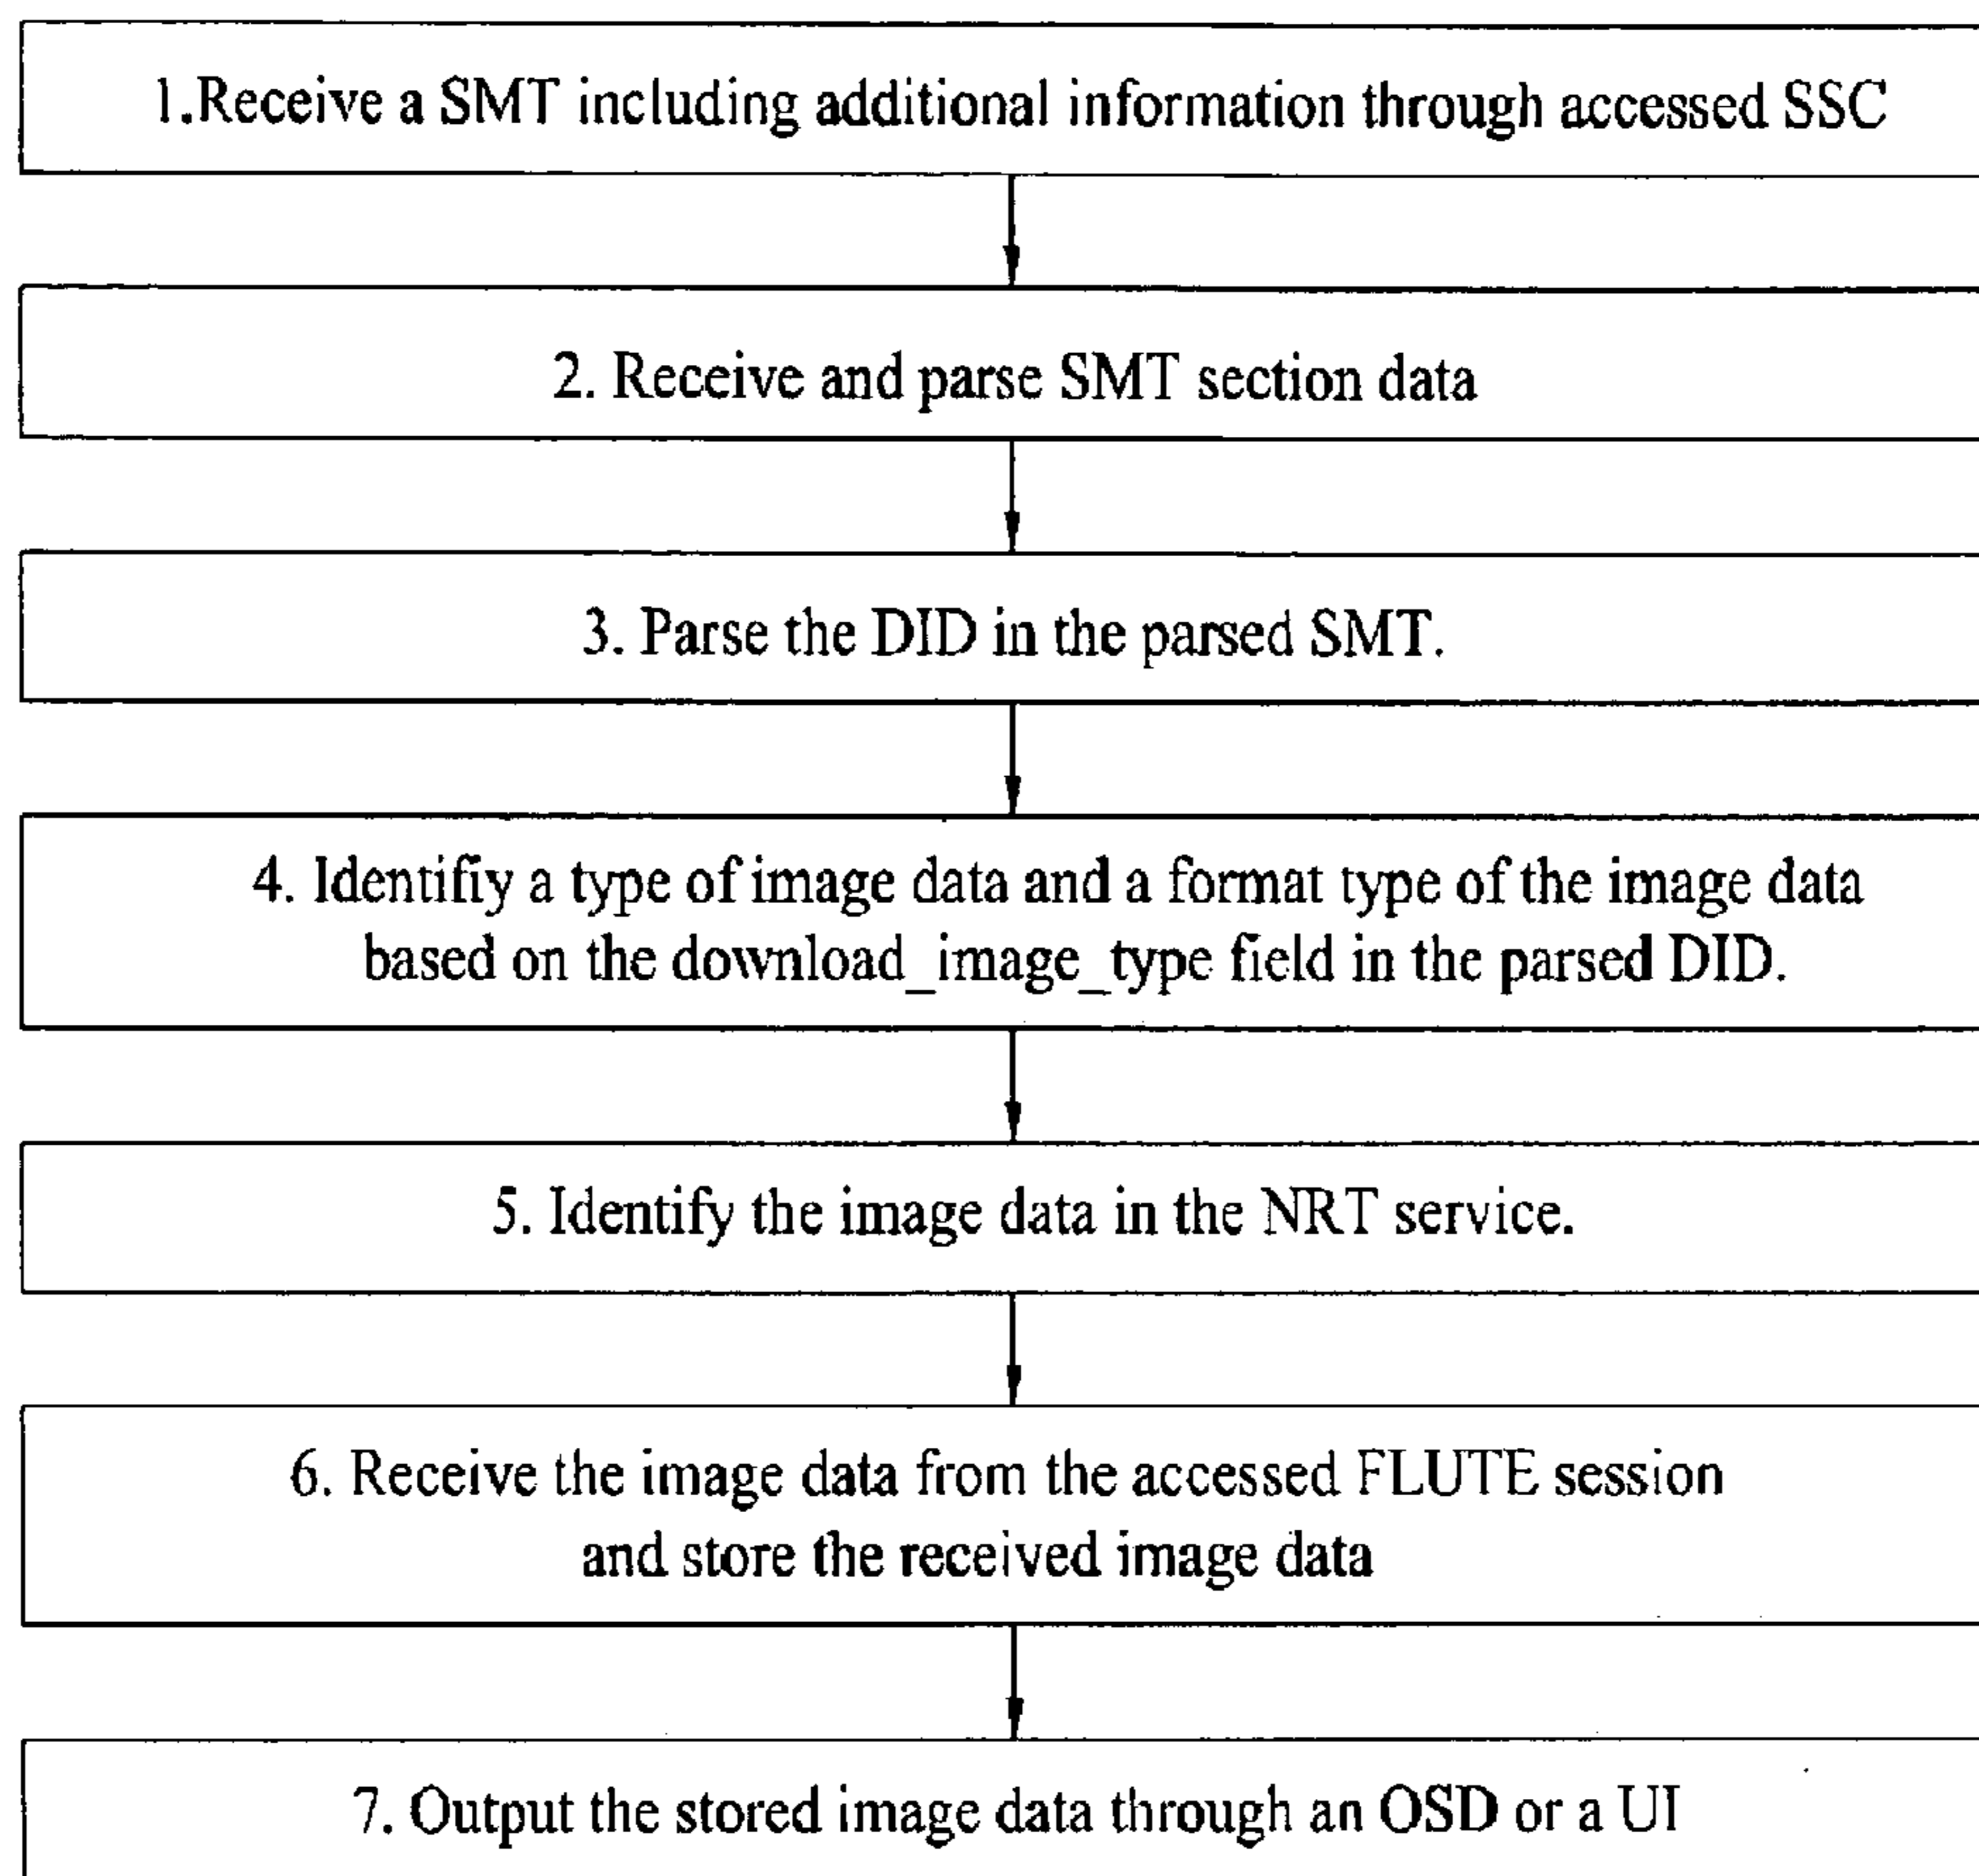 1.Receive a SMT including additional information through accessed SSC
2. Receive and parse SMT section data
3. Parse the DID in the parsed SMT.
4. Identifiy a type of image data and a format type of the image data
based on the download_image_type field in the parsed DID.
5. Identify the image data in the NRT service.
6. Receive the image data from the accessed FLUTE session
and store the received image data
7. Output the stored image data through an OSD or a UI